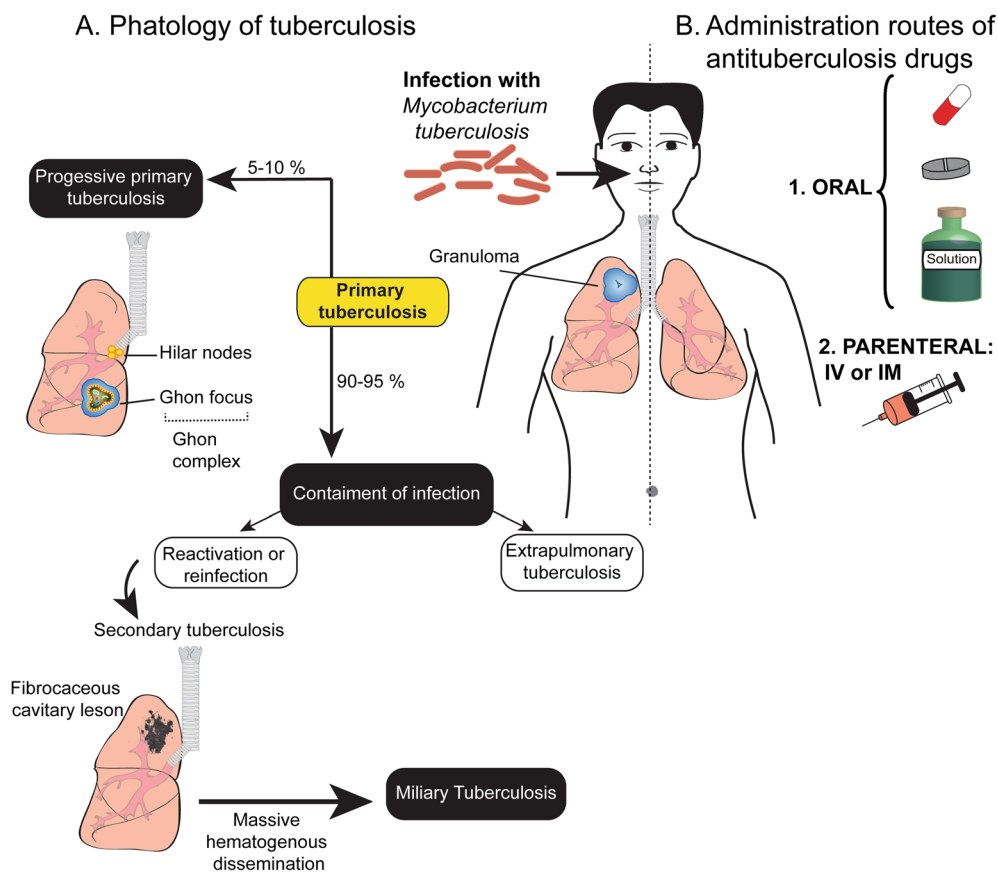 A. Phatology of tuberculosis
B. Administration routes of
antituberculosis drugs
Infection with
Mycobacterium
tuberculosis
5-10 %
Progessive primary
tuberculosis
1. ORAL
Solution
Granuloma
Primary
tuberculosis
Hilar nodes
Ghon focus
Ghon
complex
90-95 %
2. PARENTERAL:
IV or IM
Contaiment of infection
Reactivation or
reinfection
Extrapulmonary
tuberculosis
Secondary tuberculosis
Fibrocaceous
cavitary leson
Miliary Tuberculosis
Massive
hematogenous
dissemination